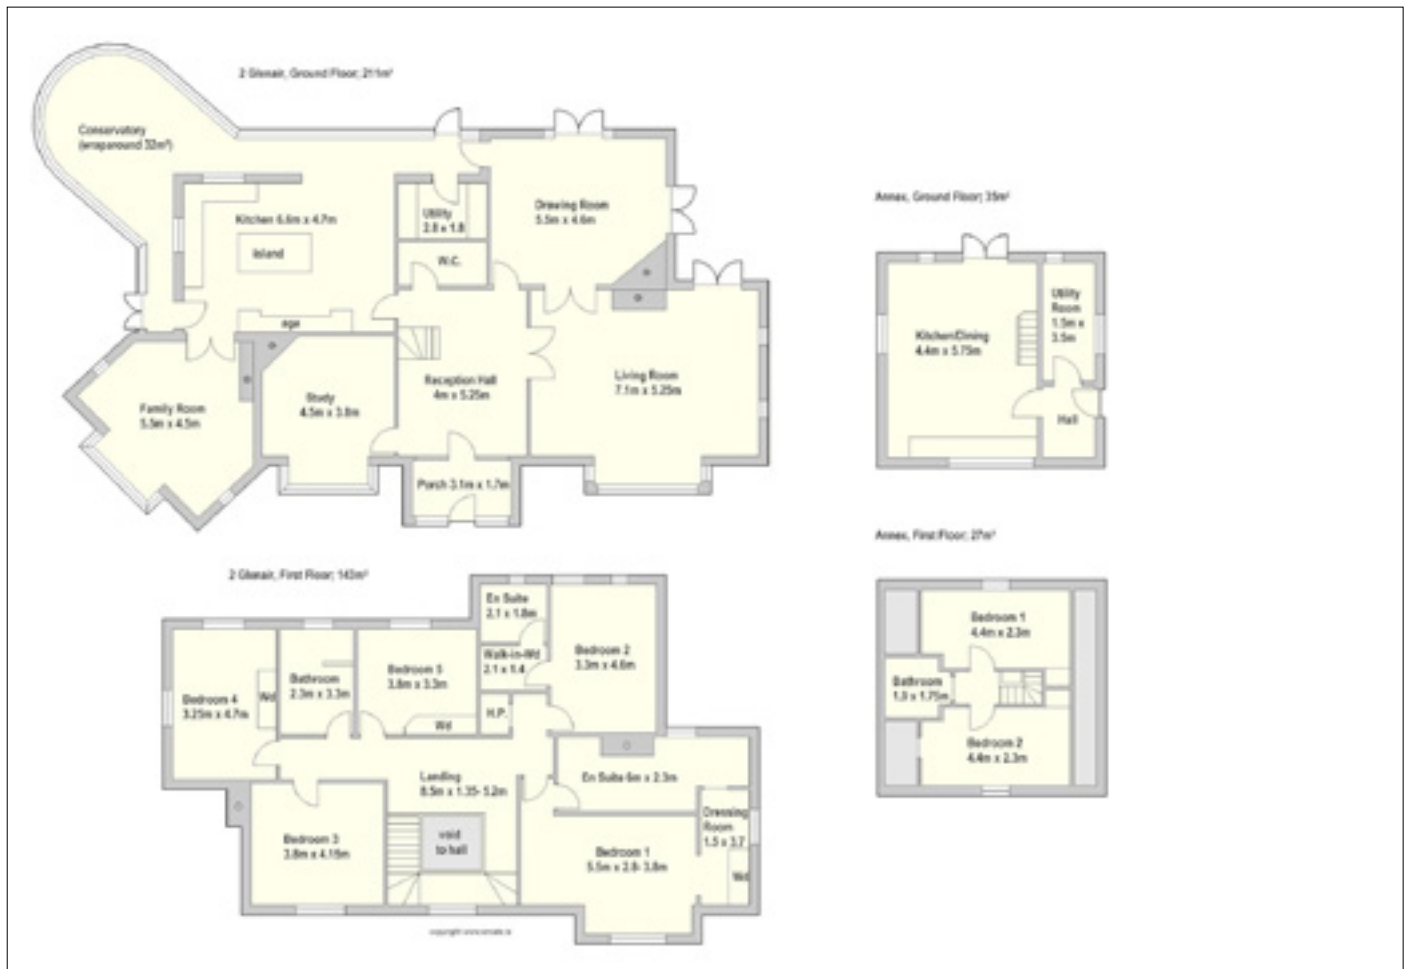 2 Glenair, Ground Floor; 211m²
Conservatory
(wraparound 32m²)
Kitchen 6.6m x 4.7m
Island
Utility
2.8 x 1.8
W.C.
Drawing Room
5.5m x 4.6m
Family Room
5.5m x 4.5m
Study
4.5m x 3.8m
Reception Hall
4m x 5.25m
Living Room
7.1m x 5.25m
Porch 3.1m x 1.7m
Annex, Ground Floor; 35m²
Kitchen/Dining
4.4m x 5.75m
Utility
Room
1.5m x
3.5m
Hall
2 Glenair, First Floor; 143m²
En Suite
2.1 x 1.8m
Walk-in-Wd
2.1 x 1.4
Bedroom 2
3.3m x 4.6m
Bedroom 4
3.25m x 4.7m
Wd
Bathroom
2.3m x 3.3m
Bedroom 5
3.8m x 3.3m
Wd
H.P.
Landing
8.5m x 1.35- 5.2m
En Suite 6m x 2.3m
Dressing
Room
1.5 x 3.7
Wd
Bedroom 3
3.8m x 4.15m
void
to hall
Bedroom 1
5.5m x 2.8- 3.8m
Annex, First Floor; 27m²
Bedroom 1
4.4m x 2.3m
Bathroom
1.9 x 1.75m
Bedroom 2
4.4m x 2.3m
copyright